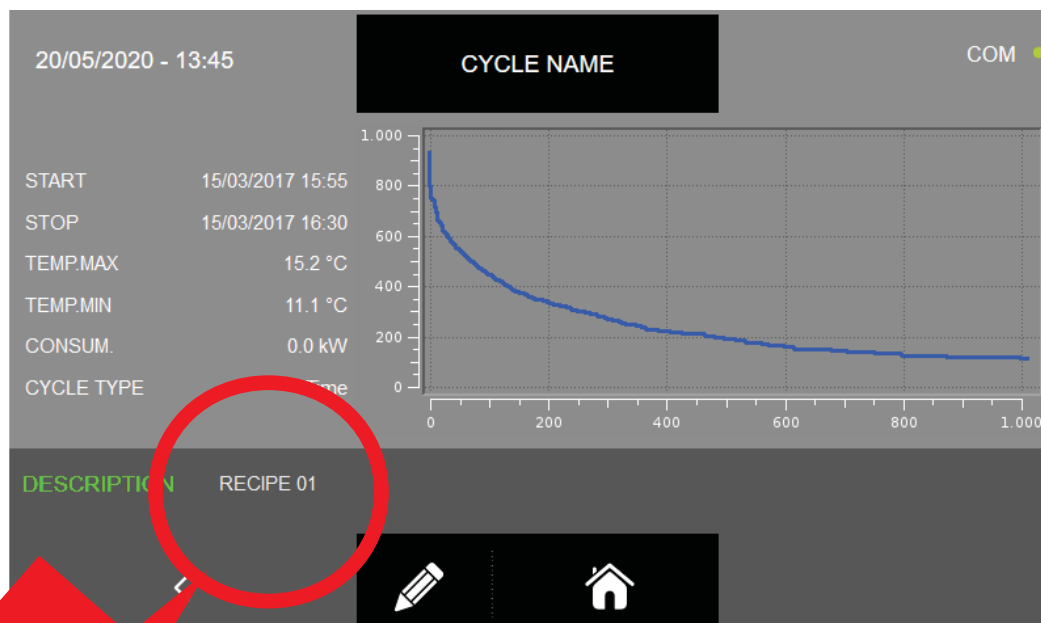 20/05/2020 - 13:45
CYCLE NAME
COM
START 15/03/2017 15:55
STOP 15/03/2017 16:30
TEMP.MAX 15.2 °C
TEMP.MIN 11.1 °C
CONSUM. 0.0 kW
CYCLE TYPE
1.000
800
600
400
200
0
0 200 400 600 800 1.000
DESCRIPTION RECIPE 01